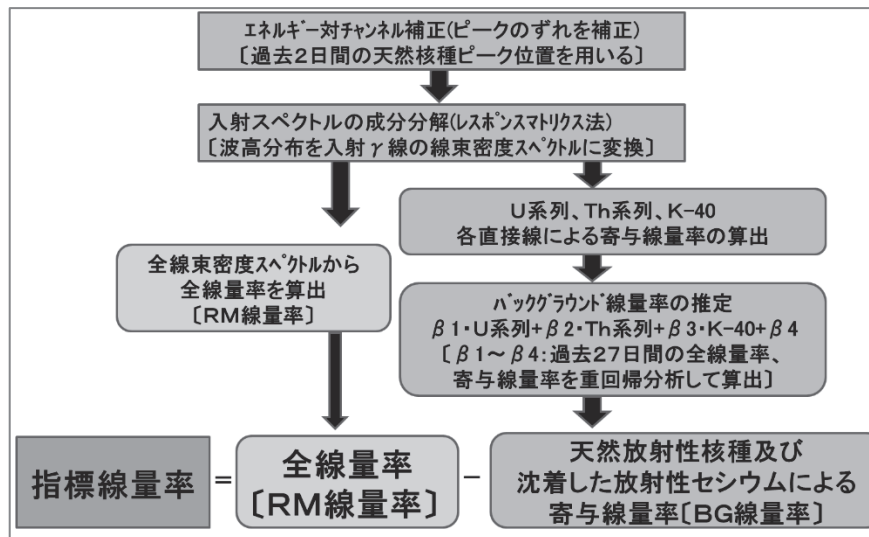 エネルギー対チャンネル補正(ピークのずれを補正)
〔過去2日間の天然核種ピーク位置を用いる〕
入射スペクトルの成分分解(レスポンスマトリクス法)
〔波高分布を入射γ線の線束密度スペクトルに変換〕
U系列、Th系列、K-40
各直接線による寄与線量率の算出
全線束密度スペクトルから
全線量率を算出
〔RM線量率〕
バックグラウンド線量率の推定
β1・U系列+β2・Th系列+β3・K-40+β4
〔β1～β4:過去27日間の全線量率、
寄与線量率を重回帰分析して算出〕
指標線量率
=
全線量率
〔RM線量率〕
−
天然放射性核種及び
沈着した放射性セシウムによる
寄与線量率〔BG線量率〕